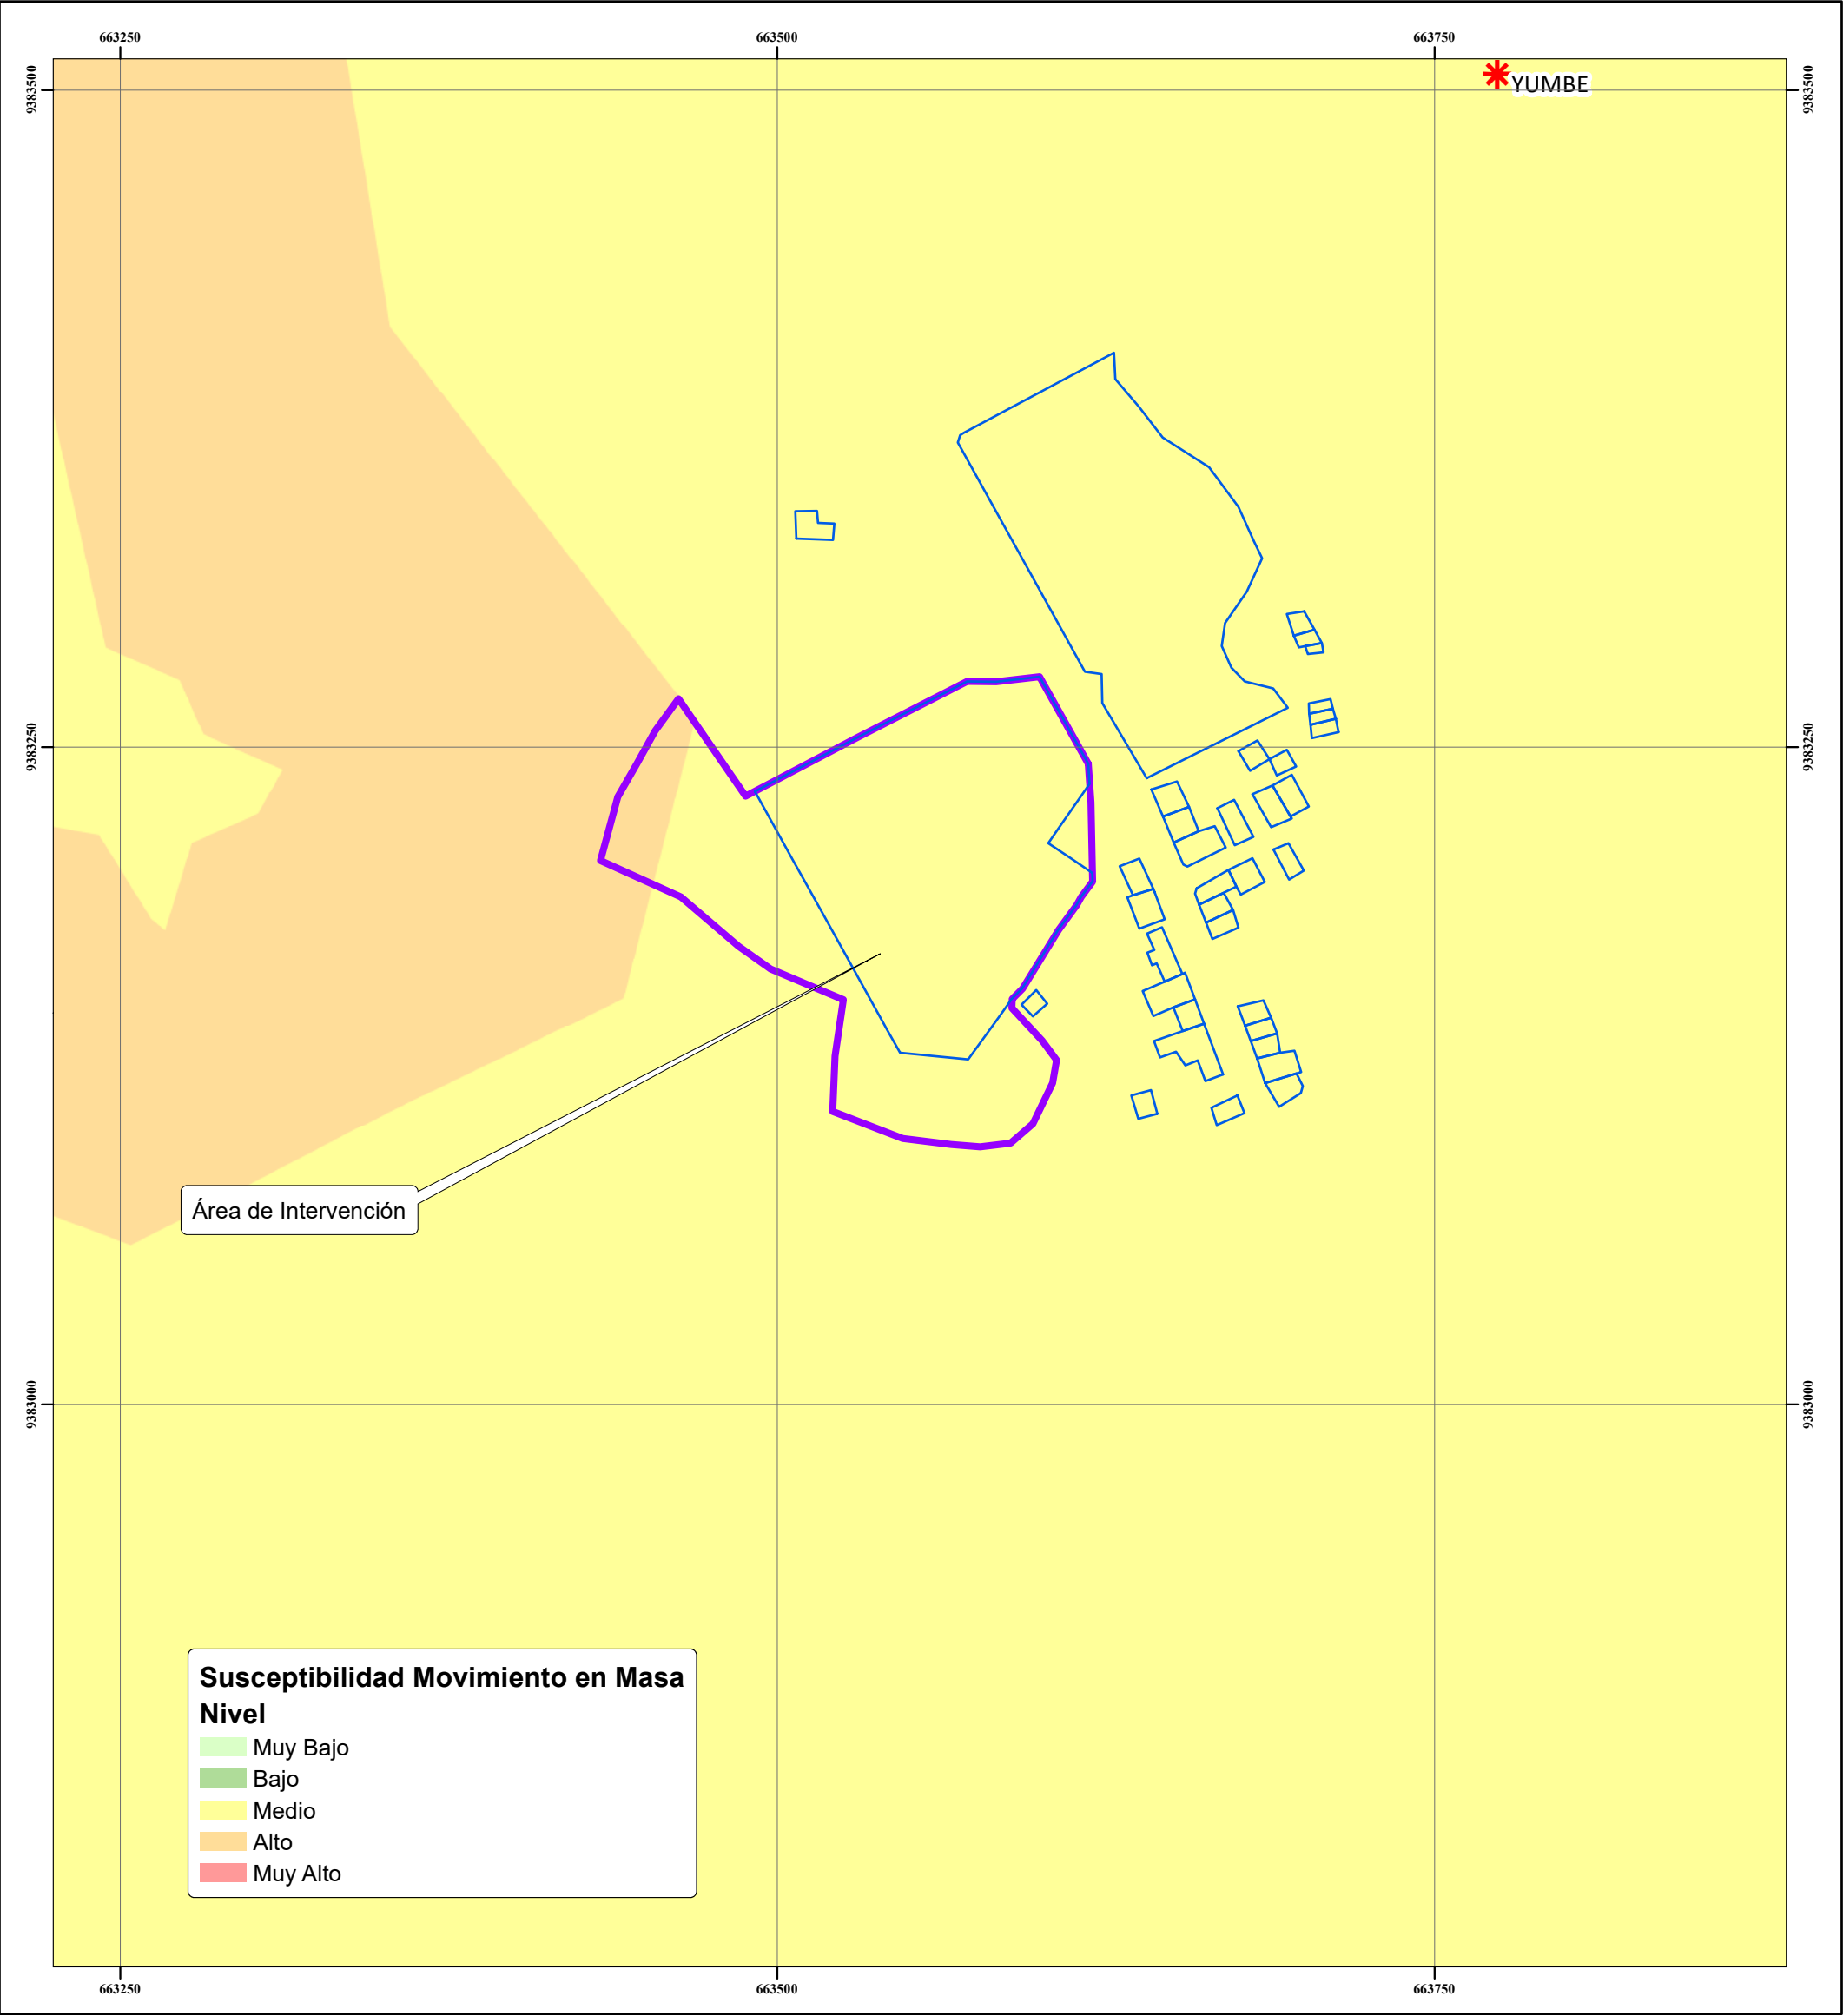 663250
663500
663750
9383500
9383500
YUMBE
9383250
9383250
Área de Intervención
9383000
9383000
Susceptibilidad Movimiento en Masa
Nivel
Muy Bajo
Bajo
Medio
Alto
Muy Alto
663250
663500
663750